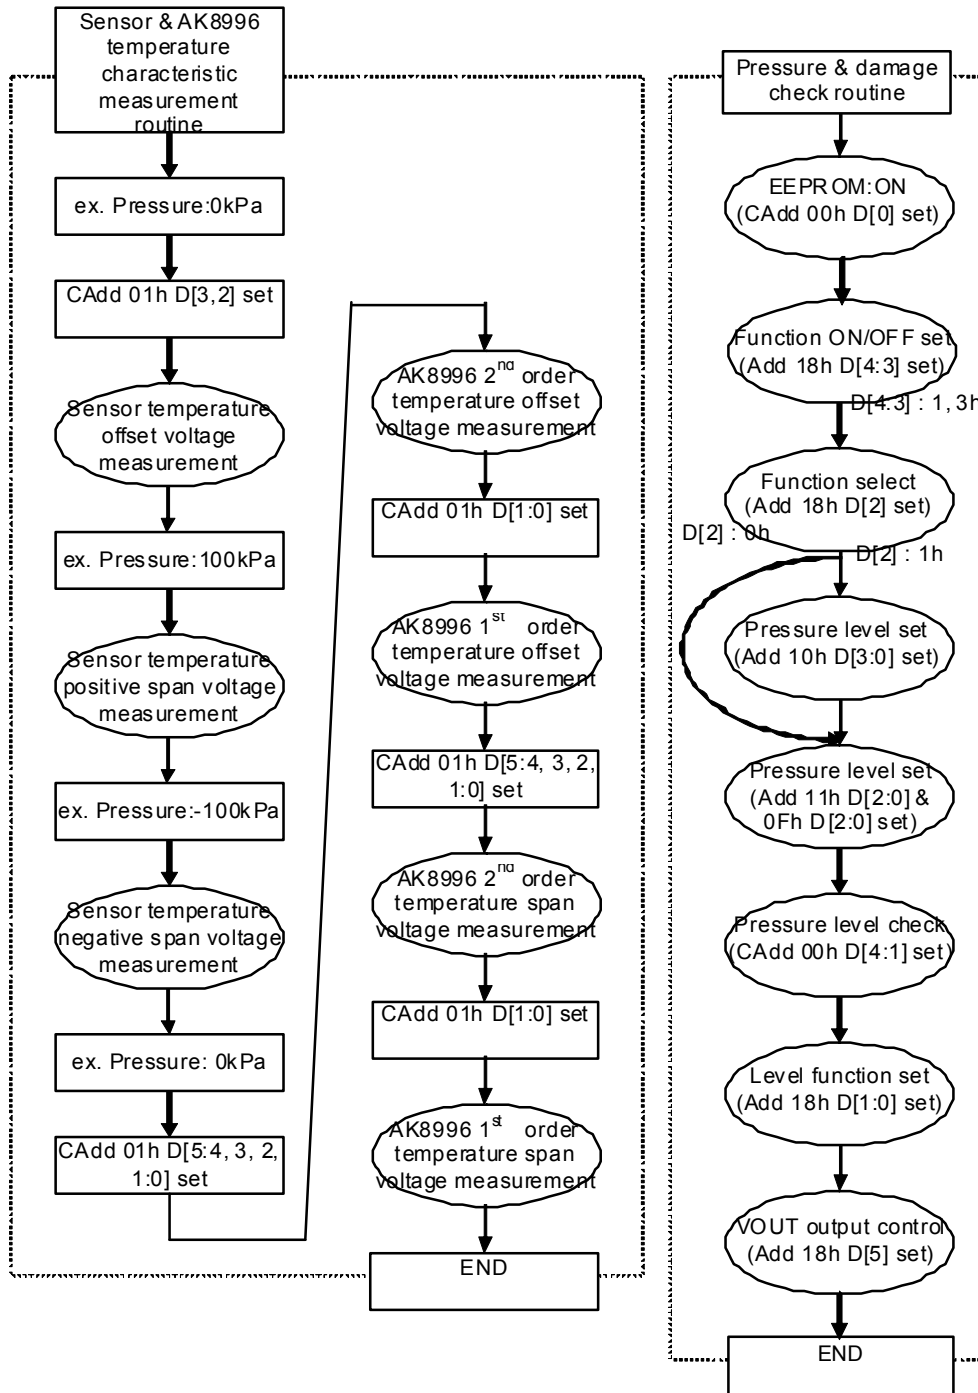 Sensor & AK8996
temperature
characteristic
measurement
routine
ex. Pressure:0kPa
CAdd 01h D[3,2] set
Sensor temperature
offset voltage
measurement
ex. Pressure:100kPa
Sensor temperature
positive span voltage
measurement
ex. Pressure:-100kPa
Sensor temperature
negative span voltage
measurement
ex. Pressure: 0kPa
CAdd 01h D[5:4, 3, 2,
1:0] set
AK8996 2nd order
temperature offset
voltage measurement
CAdd 01h D[1:0] set
AK8996 1st order
temperature offset
voltage measurement
CAdd 01h D[5:4, 3, 2,
1:0] set
AK8996 2nd order
temperature span
voltage measurement
CAdd 01h D[1:0] set
AK8996 1st order
temperature span
voltage measurement
END
Pressure & damage
check routine
EEPROM:ON
(CAdd 00h D[0] set)
Function ON/OFF set
(Add 18h D[4:3] set)
D[4:3] : 1, 3h
Function select
(Add 18h D[2] set)
D[2] : 0h
D[2] : 1h
Pressure level set
(Add 10h D[3:0] set)
Pressure level set
(Add 11h D[2:0] &
0Fh D[2:0] set)
Pressure level check
(CAdd 00h D[4:1] set)
Level function set
(Add 18h D[1:0] set)
VOUT output control
(Add 18h D[5] set)
END